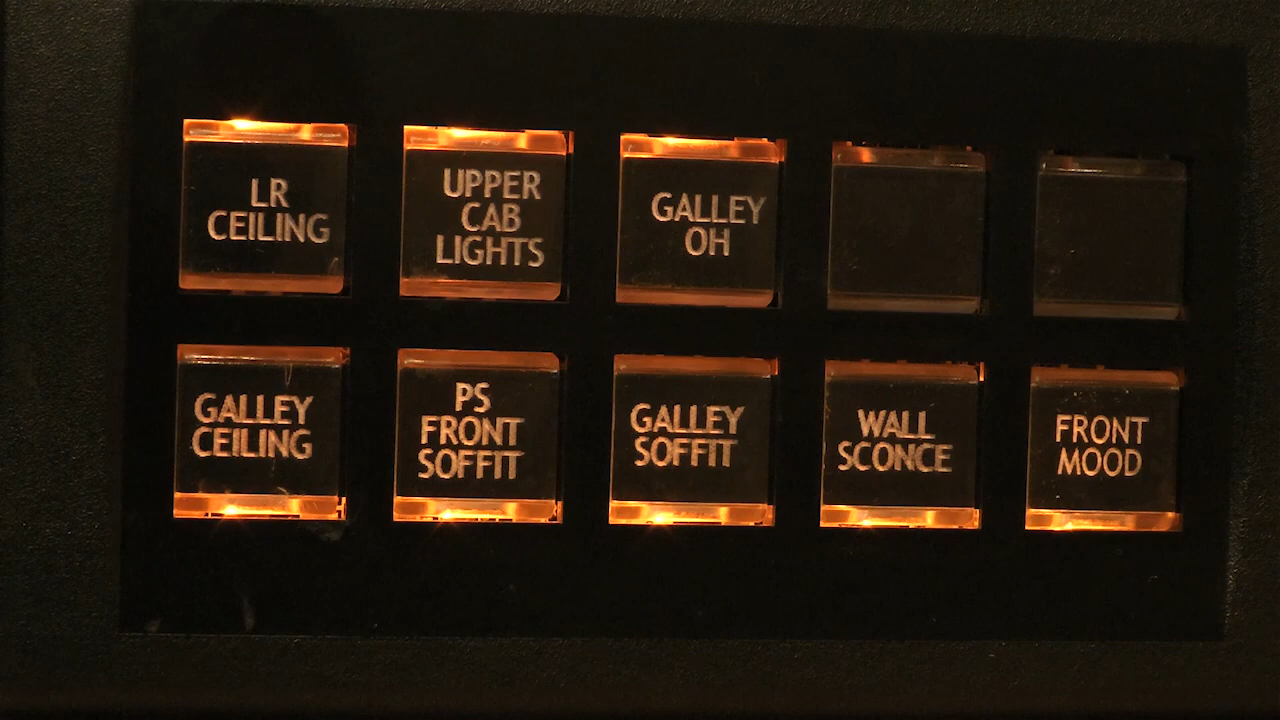 LR
CEILING
UPPER
CAB
LIGHTS
GALLEY
OH
GALLEY
CEILING
PS
FRONT
SOFFIT
GALLEY
SOFFIT
WALL
SCONCE
FRONT
MOOD